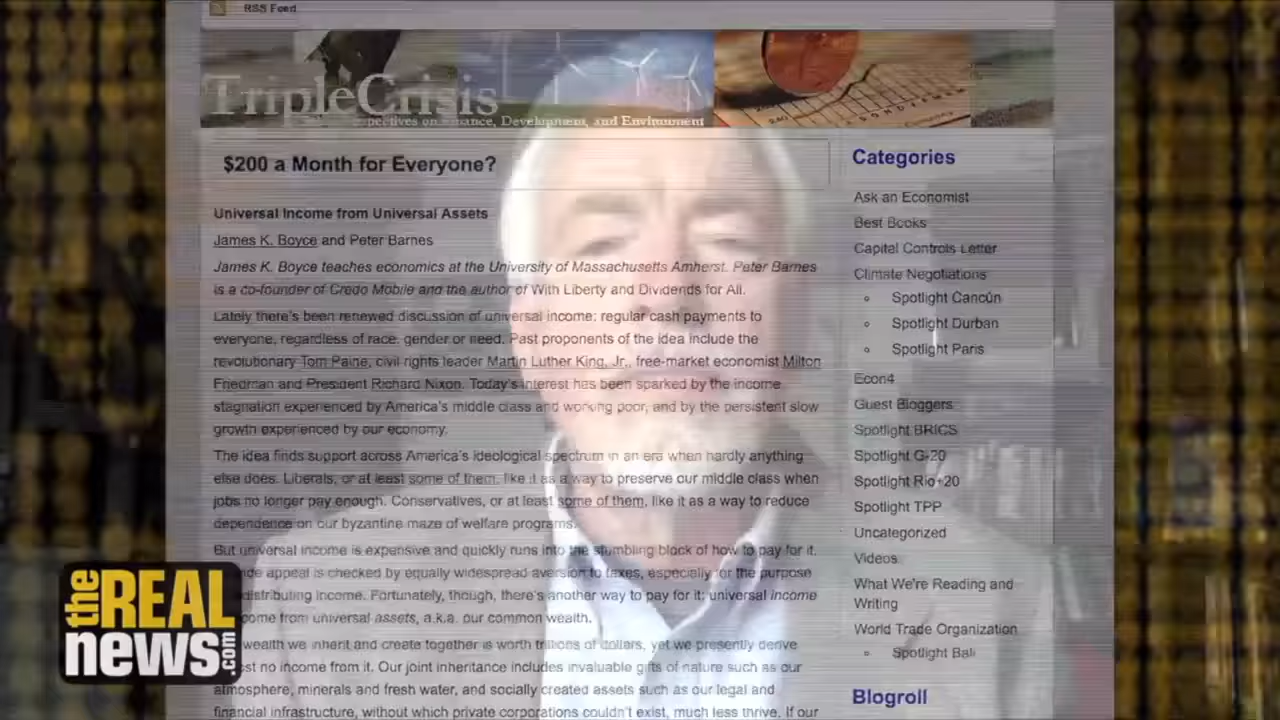 RSS Feed
TripleCrisis
pectives on Finance, Development, and Environment
$200 a Month for Everyone?
Universal Income from Universal Assets
James K. Boyce and Peter Barnes
James K. Boyce teaches economics at the University of Massachusetts Amherst. Peter Barnes
is a co-founder of Credo Mobile and the author of With Liberty and Dividends for All.
Lately there's been renewed discussion of universal income: regular cash payments to
everyone, regardless of race, gender or need. Past proponents of the idea include the
revolutionary Tom Paine, civil rights leader Martin Luther King, Jr., free-market economist Milton
Friedman and President Richard Nixon. Today's interest has been sparked by the income
stagnation experienced by America's middle class and working poor, and by the persistent slow
growth experienced by our economy.
The idea finds support across America's ideological spectrum in an era when hardly anything
else does. Liberals, or at least some of them, like it as a way to preserve our middle class when
jobs no longer pay enough. Conservatives, or at least some of them, like it as a way to reduce
dependence on our byzantine maze of welfare programs.
But universal income is expensive and quickly runs into the stumbling block of how to pay for it.
de appeal is checked by equally widespread aversion to taxes, especially for the purpose
distributing income. Fortunately, though, there's another way to pay for it: universal income
ome from universal assets, a.k.a. our common wealth.
wealth we inherit and create together is worth trillions of dollars, yet we presently derive
st no income from it. Our joint inheritance includes invaluable gifts of nature such as our
atmosphere, minerals and fresh water, and socially created assets such as our legal and
financial infrastructure, without which private corporations couldn't exist, much less thrive. If our
Categories
Ask an Economist
Best Books
Capital Controls Letter
Climate Negotiations
Spotlight Cancún
Spotlight Durban
Spotlight Paris
Econ4
Guest Bloggers
Spotlight BRICS
Spotlight G-20
Spotlight Rio+20
Spotlight TPP
Uncategorized
Videos
What We're Reading and
Writing
World Trade Organization
Spotlight Bali
Blogroll
the REAL
news.com